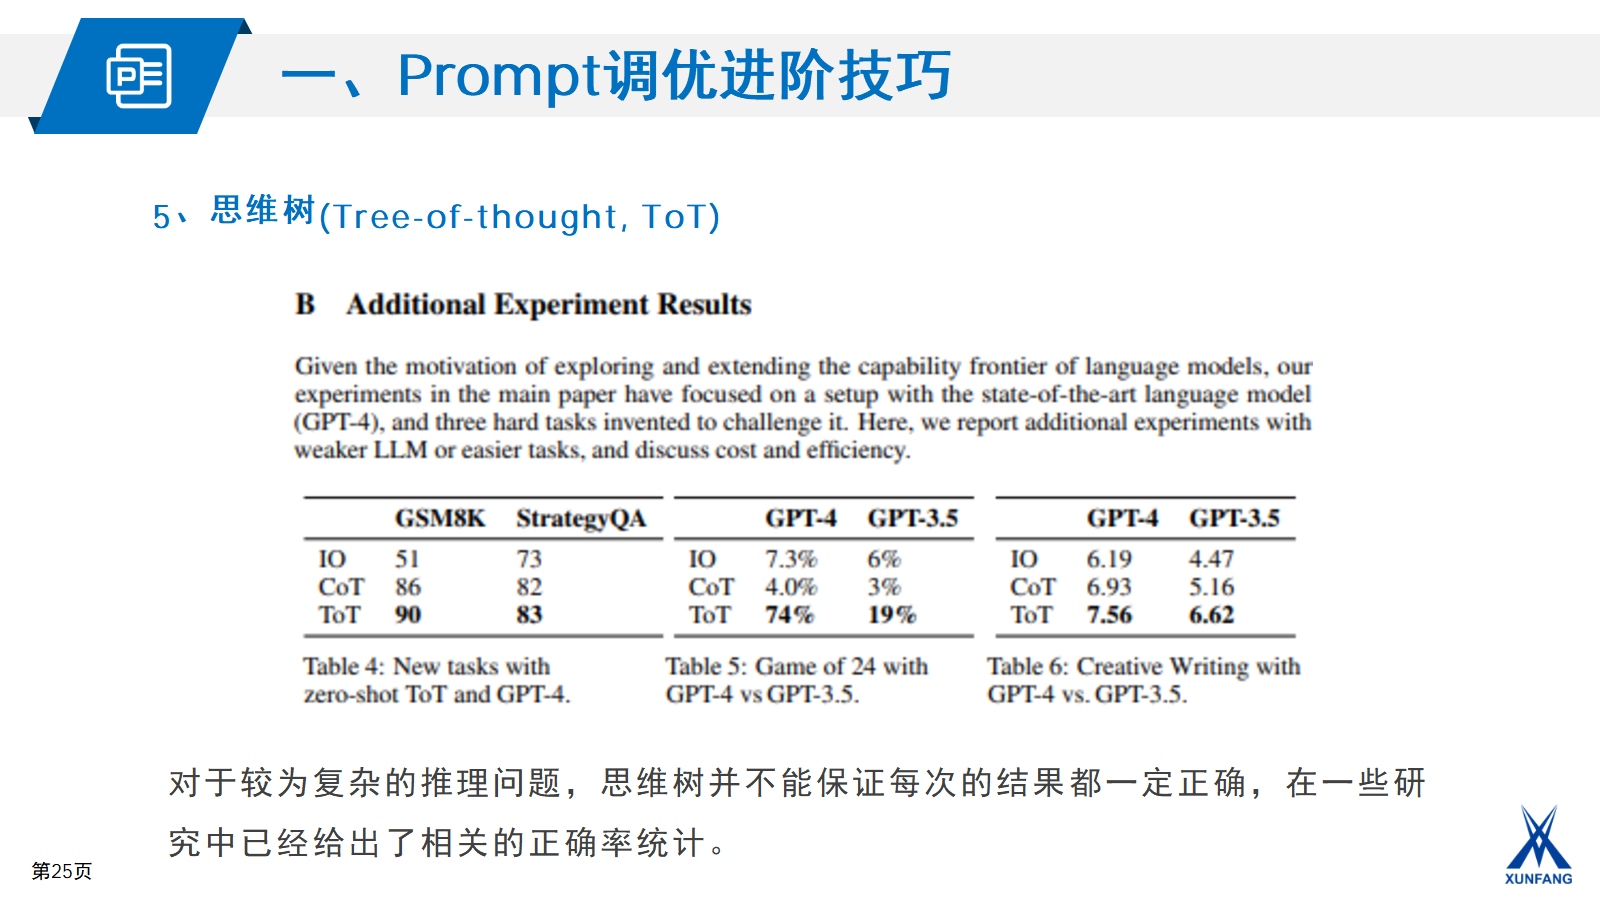 一、Prompt调优进阶技巧
5、思维树(Tree-of-thought, ToT)
B Additional Experiment Results
Given the motivation of exploring and extending the capability frontier of language models, our
experiments in the main paper have focused on a setup with the state-of-the-art language model
(GPT-4), and three hard tasks invented to challenge it. Here, we report additional experiments with
weaker LLM or easier tasks, and discuss cost and efficiency.
GSM8K StrategyQA
IO 51 73
CoT 86 82
ToT 90 83
Table 4: New tasks with
zero-shot ToT and GPT-4.
GPT-4 GPT-3.5
IO 7.3% 6%
CoT 4.0% 3%
ToT 74% 19%
Table 5: Game of 24 with
GPT-4 vs GPT-3.5.
GPT-4 GPT-3.5
IO 6.19 4.47
CoT 6.93 5.16
ToT 7.56 6.62
Table 6: Creative Writing with
GPT-4 vs. GPT-3.5.
对于较为复杂的推理问题，思维树并不能保证每次的结果都一定正确，在一些研
究中已经给出了相关的正确率统计。
第25页
XUNFANG